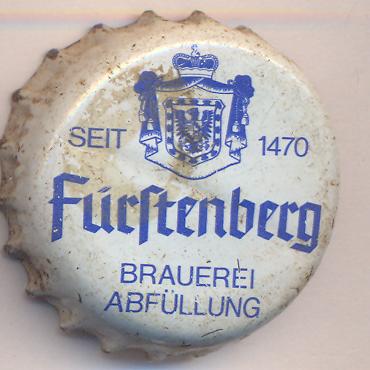 SEIT 1470
Fürstenberg
BRAUEREI
ABFÜLLUNG